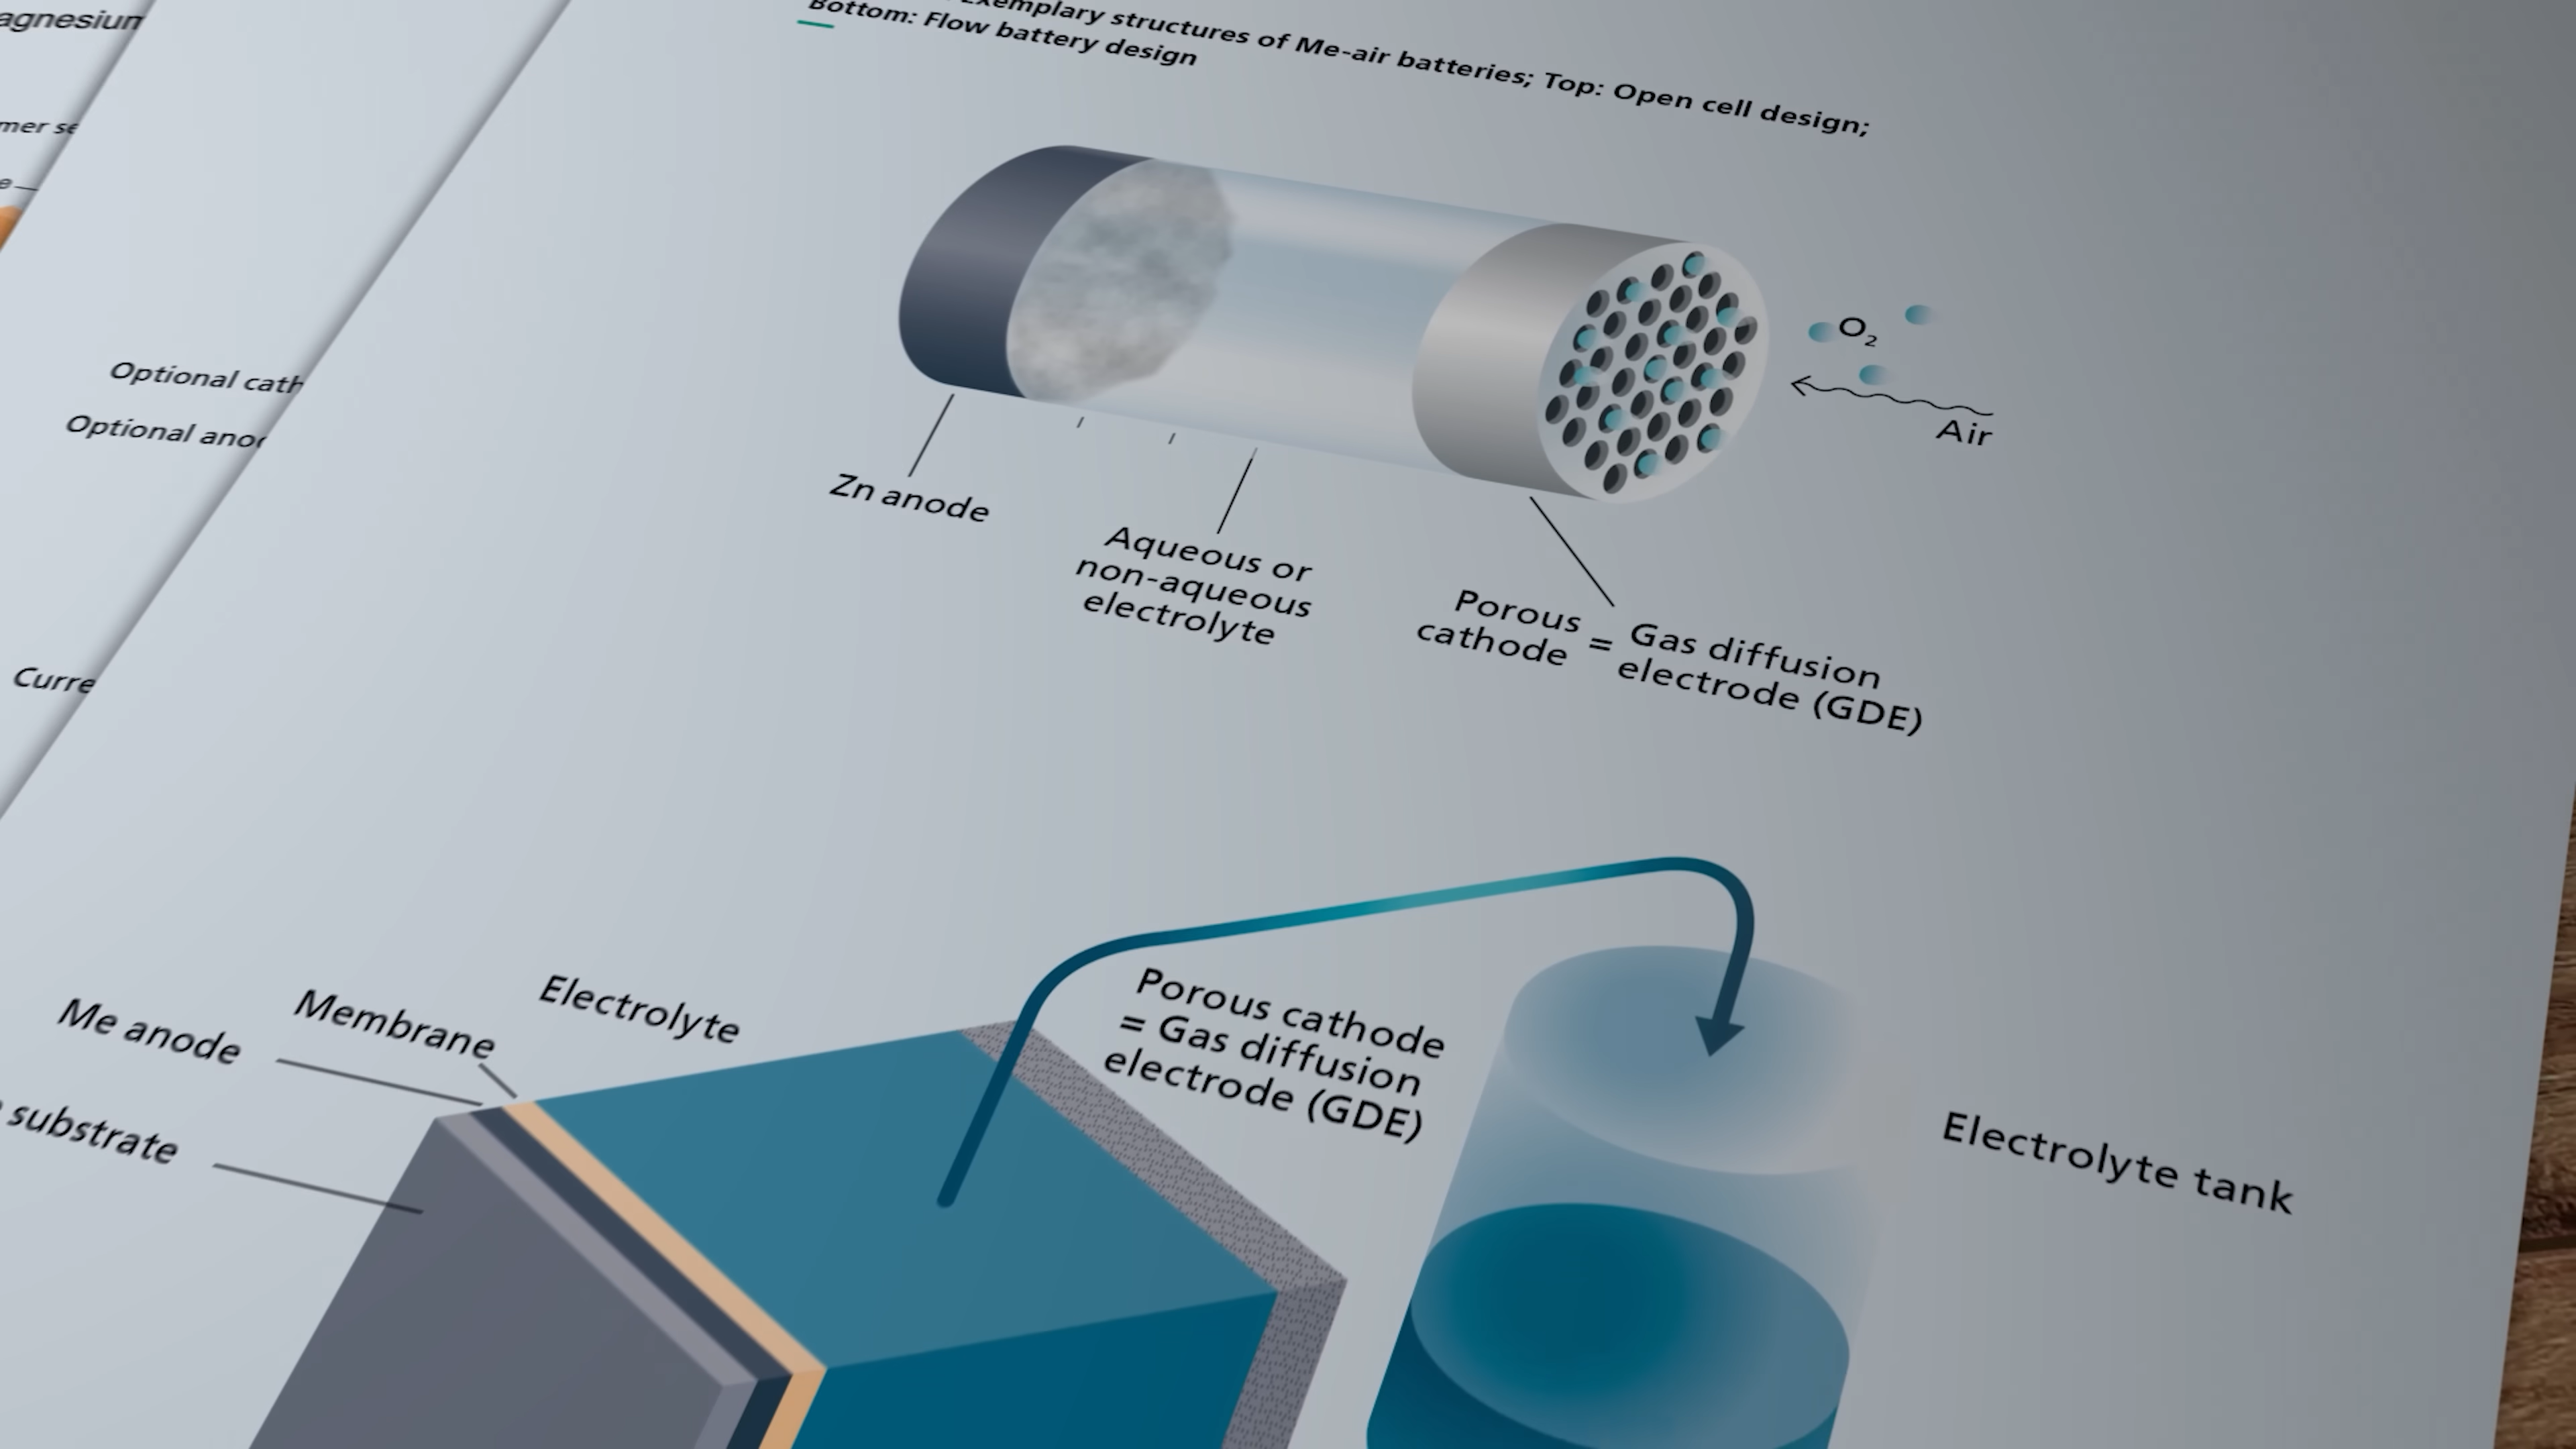 Exemplary structures of Me-air batteries; Top: Open cell design;
Bottom: Flow battery design
O₂
Air
Zn anode
Aqueous or
non-aqueous
electrolyte
Porous
cathode
=
Gas diffusion
electrode (GDE)
Optional
Optional
Electrolyte
Membrane
Me anode
substrate
Porous cathode
= Gas diffusion
electrode (GDE)
Electrolyte tank